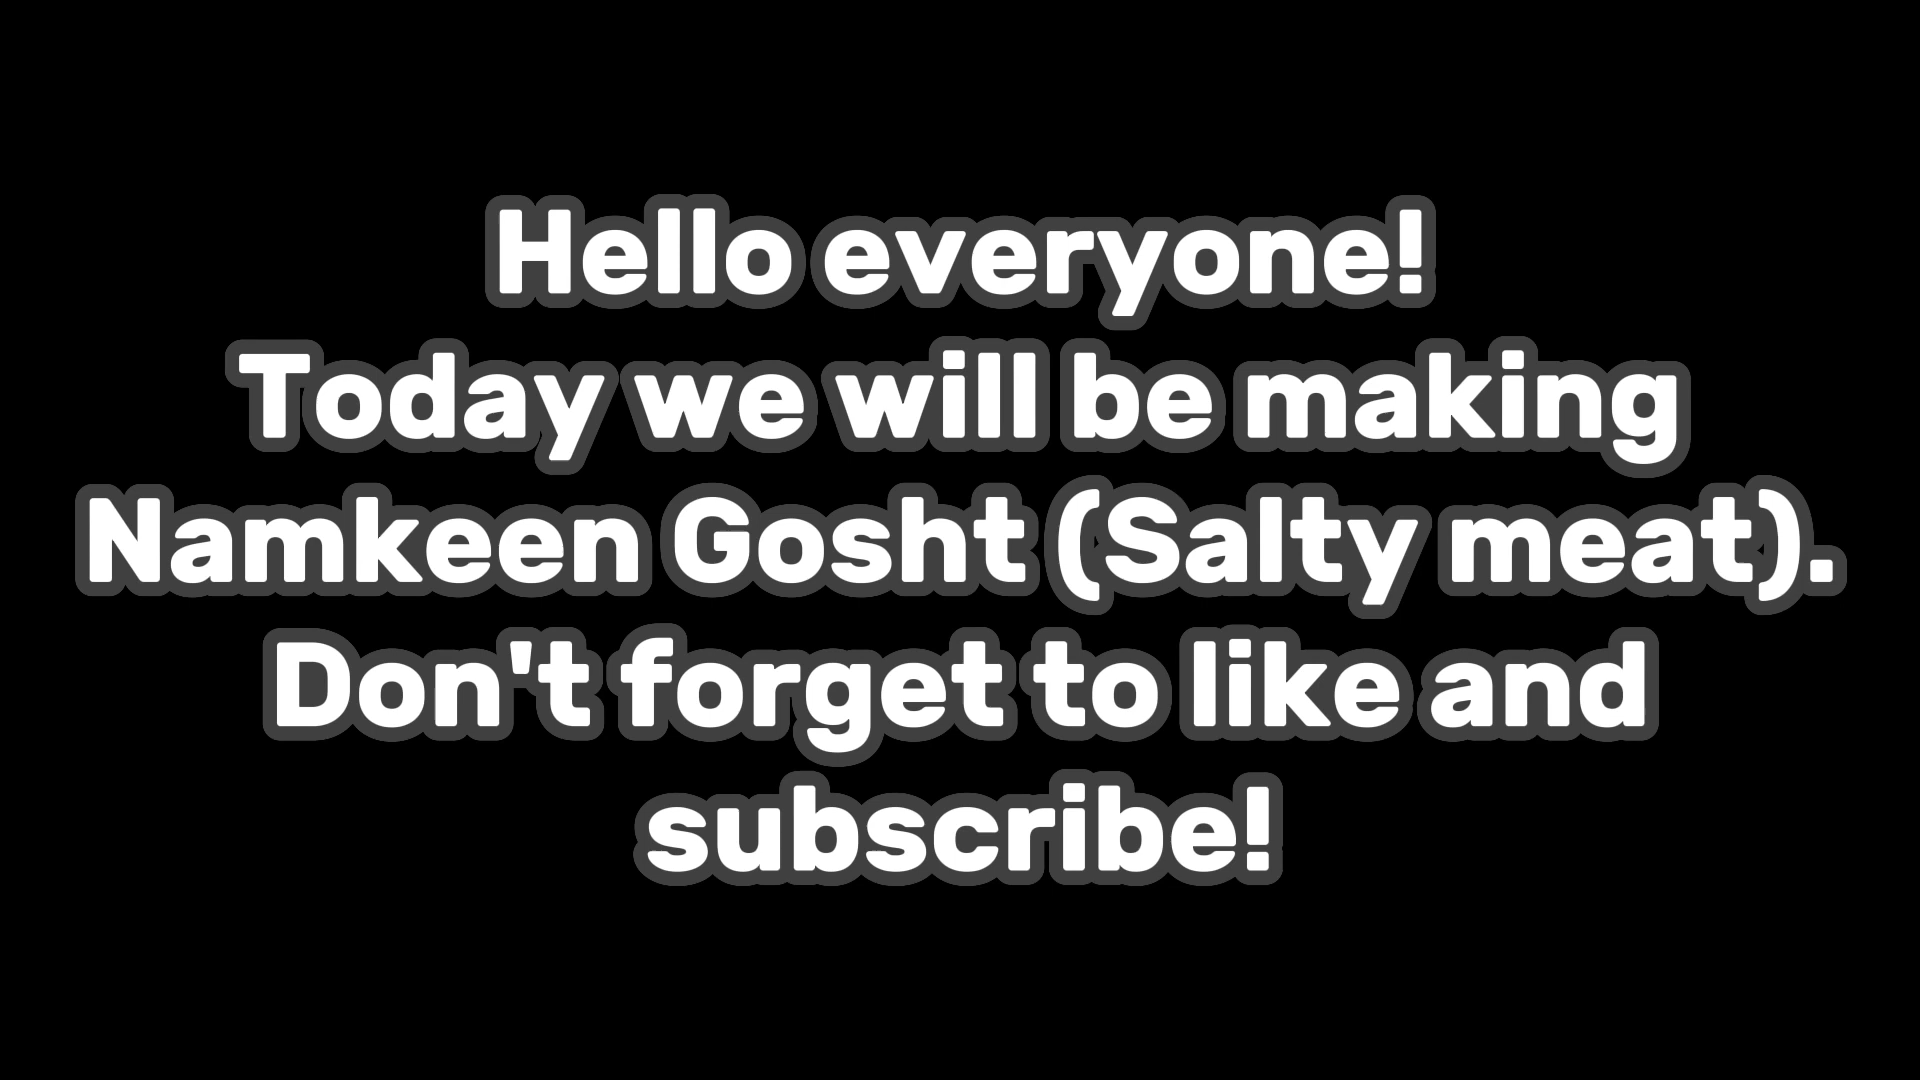 Hello everyone!
Today we will be making
Namkeen Gosht (Salty meat).
Don't forget to like and
subscribe!